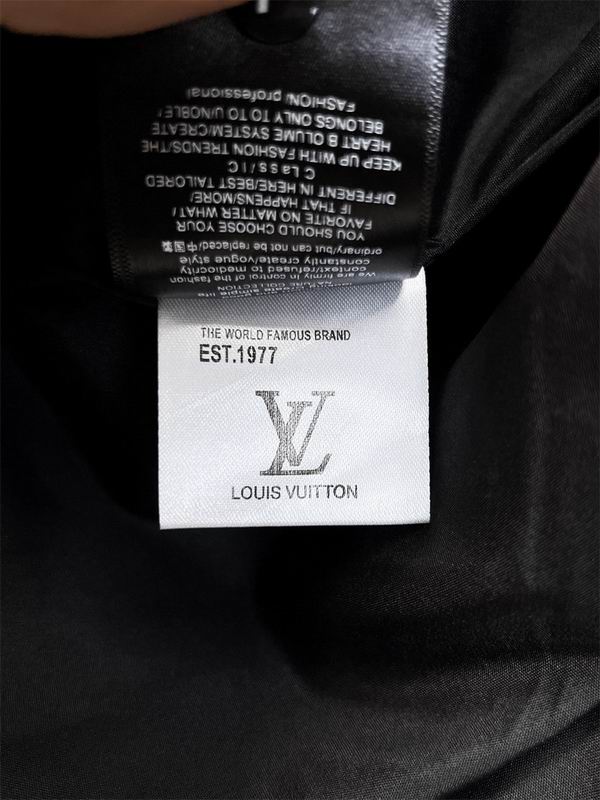 FASHION, professional
BELONGS ONLY TO TO UNOBLE!
HEART B OLUME SYSTEM/CREATE
KEEP UP WITH FASHION TRENDS/THE
C Lass/IC
DIFFERENT IN HERE/BEST TAILORED
IF THAT HAPPENS/MORE/
FAVORITE NO MATTER WHAT/
YOU SHOULD CHOOSE YOUR
ordinary/but can not be replaced/中
constantly create/vogue style
context/refused to mediocrity
We are firmly in control of the fashion
THE WORLD FAMOUS BRAND
EST.1977
LV
LOUIS VUITTON